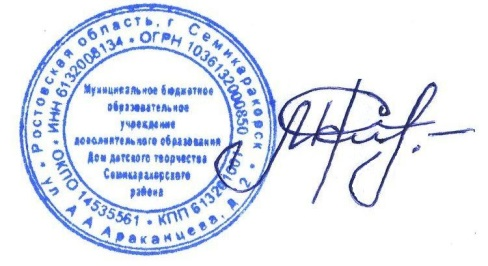 Ростовская область, г Семикаракорск
ул. А А Араканцева, д. 2
ИНН 6132008134 • ОГРН 1036132000850
ОКПО 14535561 • КПП 613201001
Муниципальное бюджетное
образовательное
учреждение
дополнительного образования
Дом детского творчества
Семикаракорского
района